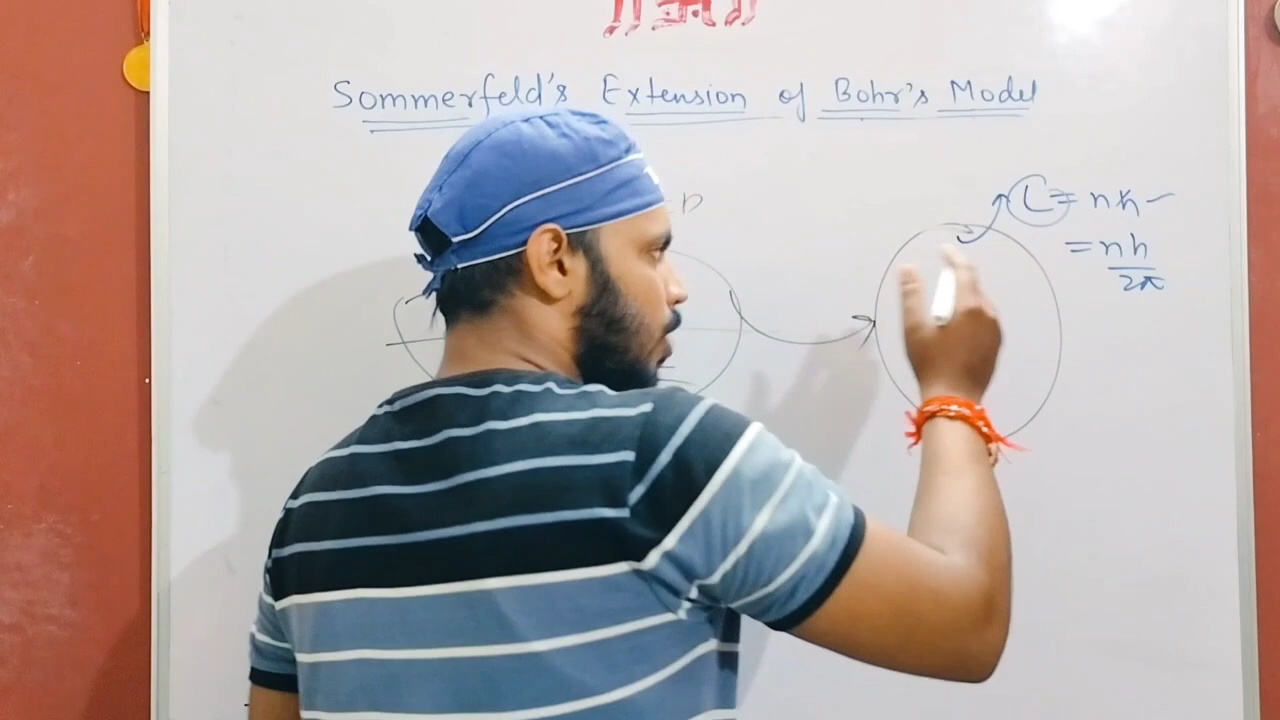 Sommerfeld's Extension of Bohr's Model
L = nħ
= nh/2π